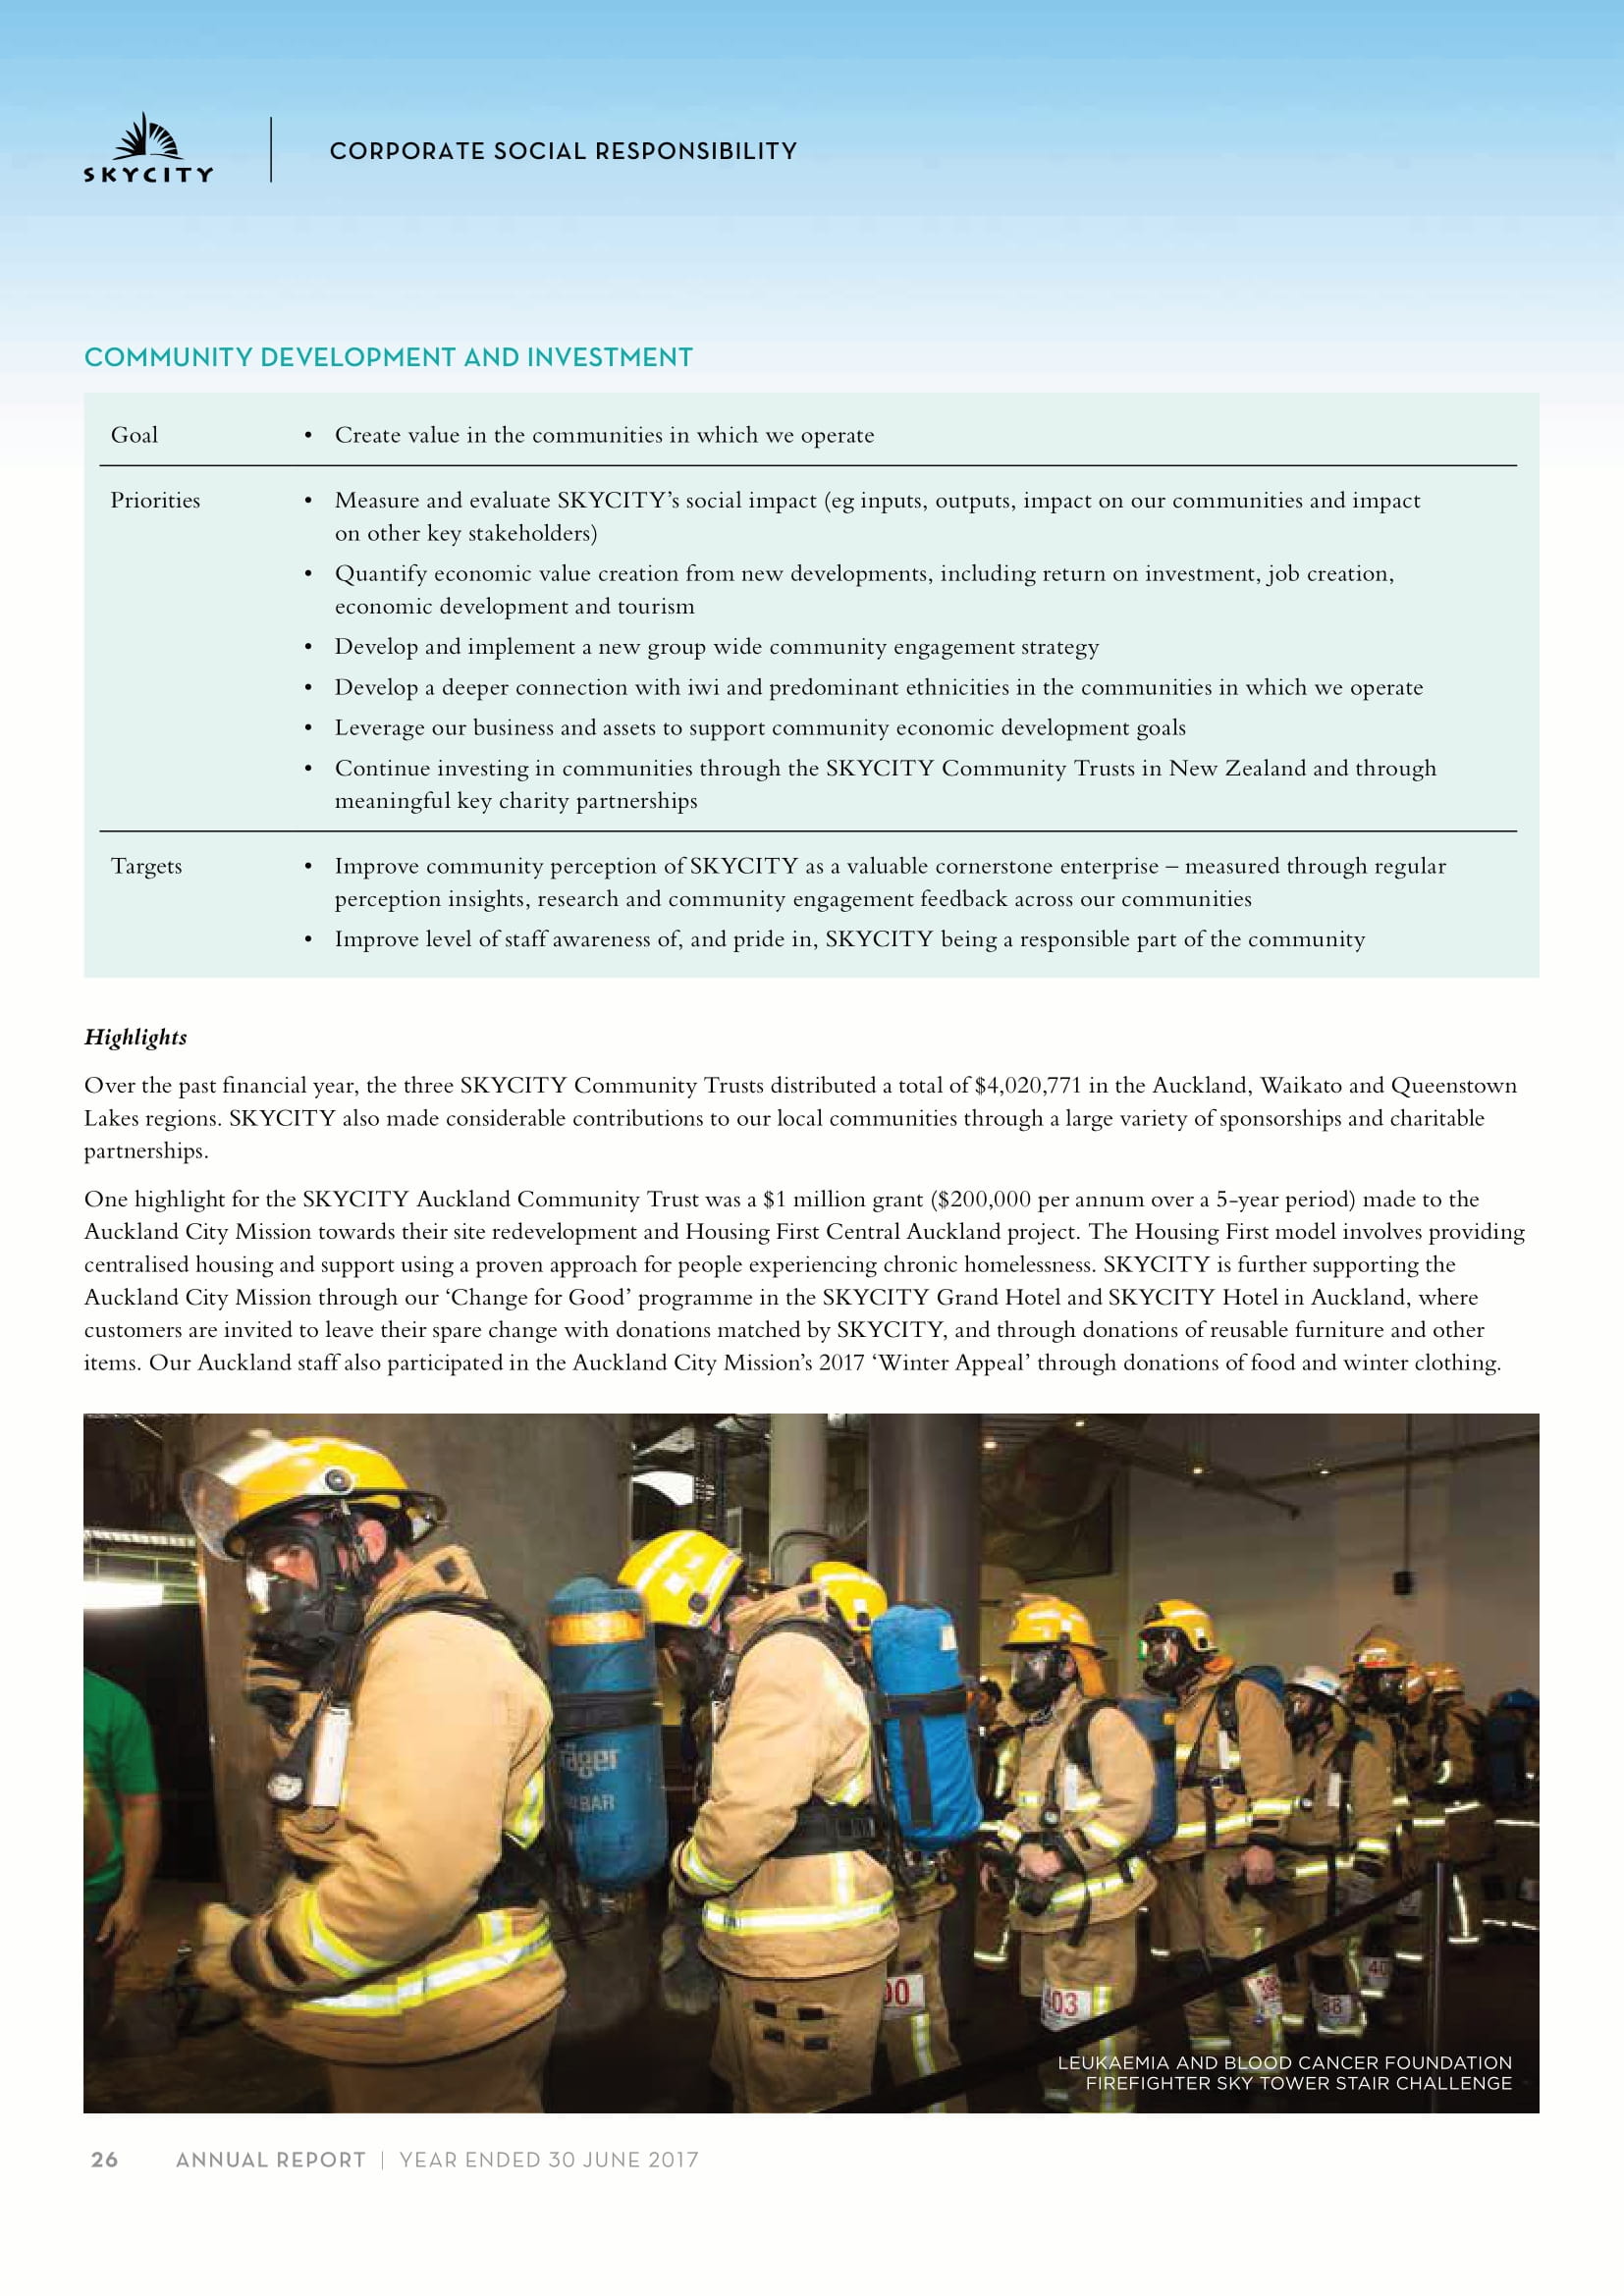 SKYCITY
CORPORATE SOCIAL RESPONSIBILITY
COMMUNITY DEVELOPMENT AND INVESTMENT
Goal
• Create value in the communities in which we operate
Priorities
• Measure and evaluate SKYCITY’s social impact (eg inputs, outputs, impact on our communities and impact
on other key stakeholders)
• Quantify economic value creation from new developments, including return on investment, job creation,
economic development and tourism
• Develop and implement a new group wide community engagement strategy
• Develop a deeper connection with iwi and predominant ethnicities in the communities in which we operate
• Leverage our business and assets to support community economic development goals
• Continue investing in communities through the SKYCITY Community Trusts in New Zealand and through
meaningful key charity partnerships
Targets
• Improve community perception of SKYCITY as a valuable cornerstone enterprise – measured through regular
perception insights, research and community engagement feedback across our communities
• Improve level of staff awareness of, and pride in, SKYCITY being a responsible part of the community
Highlights
Over the past financial year, the three SKYCITY Community Trusts distributed a total of $4,020,771 in the Auckland, Waikato and Queenstown
Lakes regions. SKYCITY also made considerable contributions to our local communities through a large variety of sponsorships and charitable
partnerships.
One highlight for the SKYCITY Auckland Community Trust was a $1 million grant ($200,000 per annum over a 5-year period) made to the
Auckland City Mission towards their site redevelopment and Housing First Central Auckland project. The Housing First model involves providing
centralised housing and support using a proven approach for people experiencing chronic homelessness. SKYCITY is further supporting the
Auckland City Mission through our ‘Change for Good’ programme in the SKYCITY Grand Hotel and SKYCITY Hotel in Auckland, where
customers are invited to leave their spare change with donations matched by SKYCITY, and through donations of reusable furniture and other
items. Our Auckland staff also participated in the Auckland City Mission’s 2017 ‘Winter Appeal’ through donations of food and winter clothing.
BAR
403
LEUKAEMIA AND BLOOD CANCER FOUNDATION
FIREFIGHTER SKY TOWER STAIR CHALLENGE
26 ANNUAL REPORT | YEAR ENDED 30 JUNE 2017